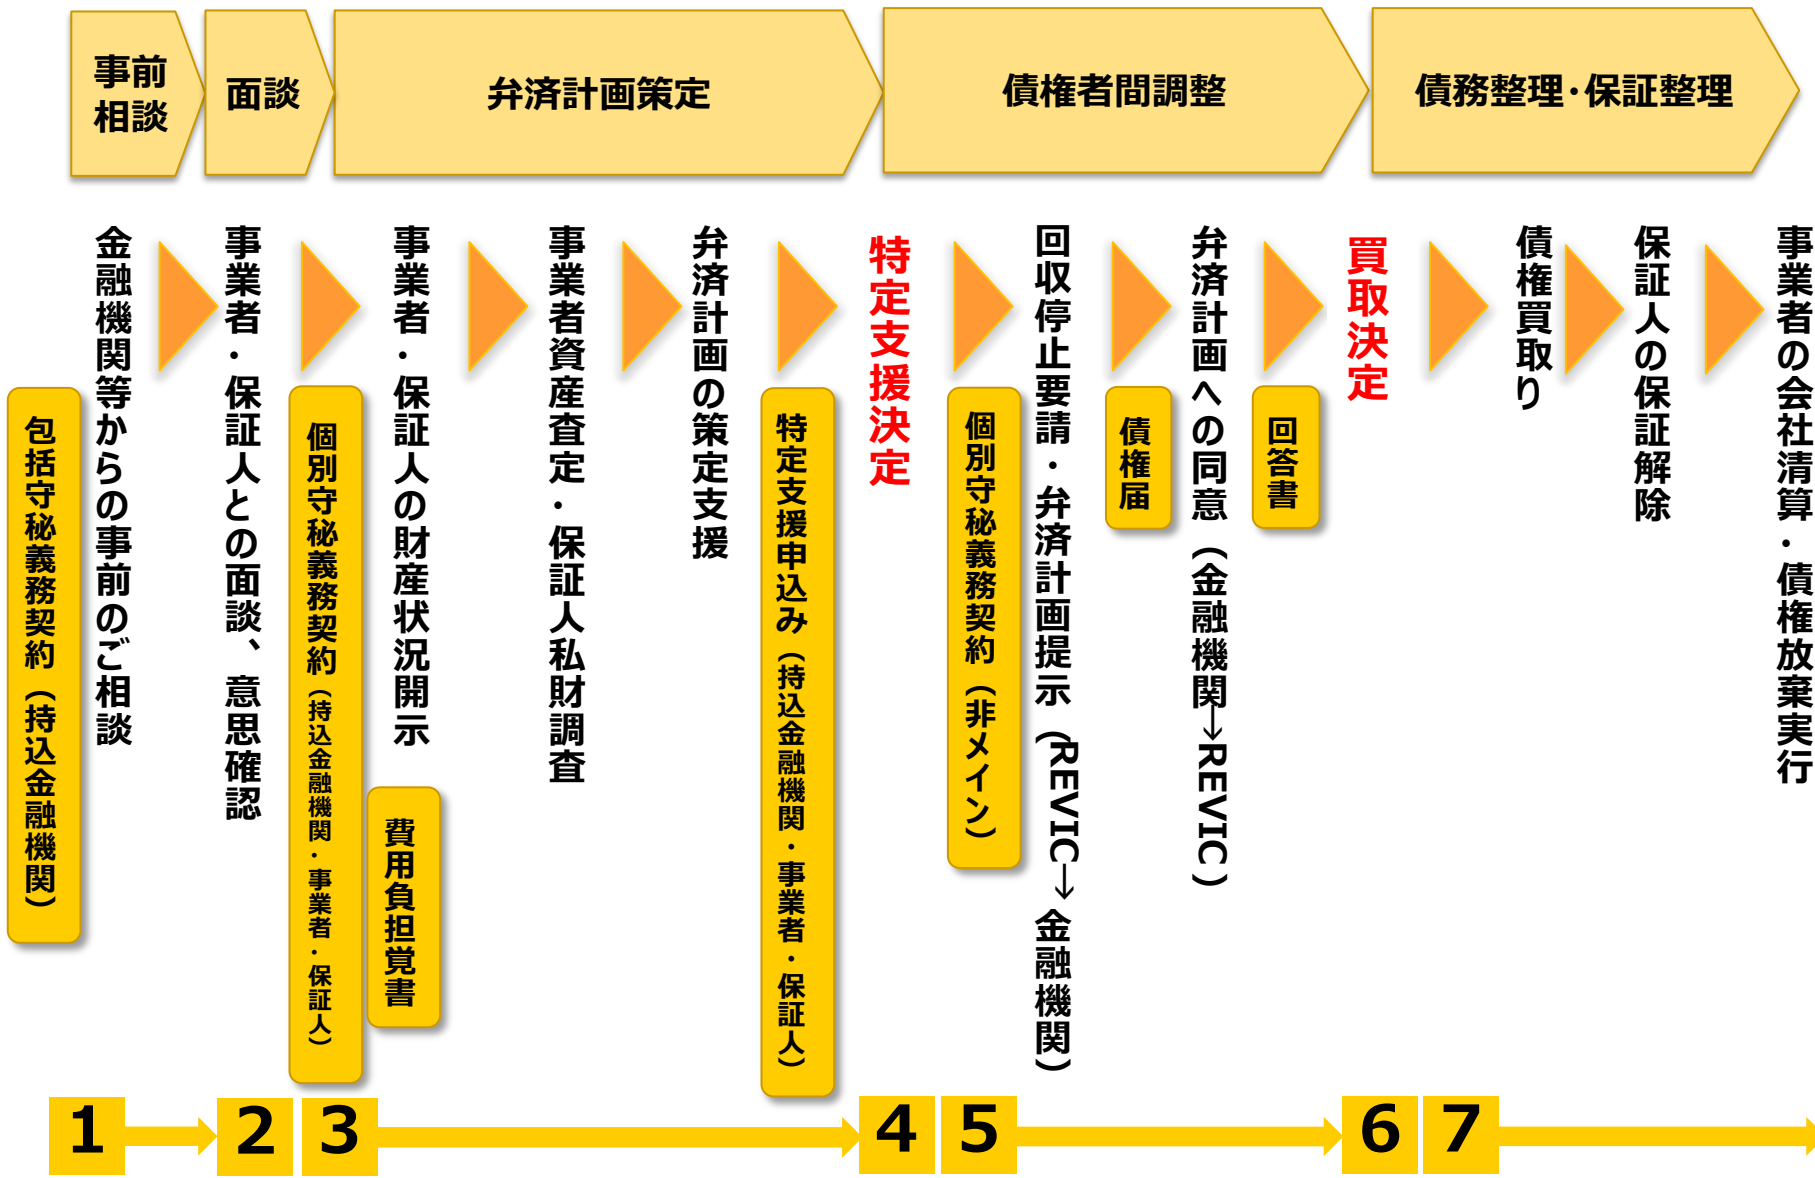 事前
相談
面談
弁済計画策定
債権者間調整
債務整理・保証整理
金融機関等からの事前のご相談
事業者・保証人との面談、意思確認
事業者・保証人の財産状況開示
事業者資産査定・保証人私財調査
弁済計画の策定支援
特定支援決定
回収停止要請・弁済計画提示（REVIC→金融機関）
弁済計画への同意（金融機関→REVIC）
買取決定
債権買取り
保証人の保証解除
事業者の会社清算・債権放棄実行
包括守秘義務契約（持込金融機関）
個別守秘義務契約（持込金融機関・事業者・保証人）
費用負担覚書
特定支援申込み（持込金融機関・事業者・保証人）
個別守秘義務契約（非メイン）
債権届
回答書
1
2
3
4
5
6
7